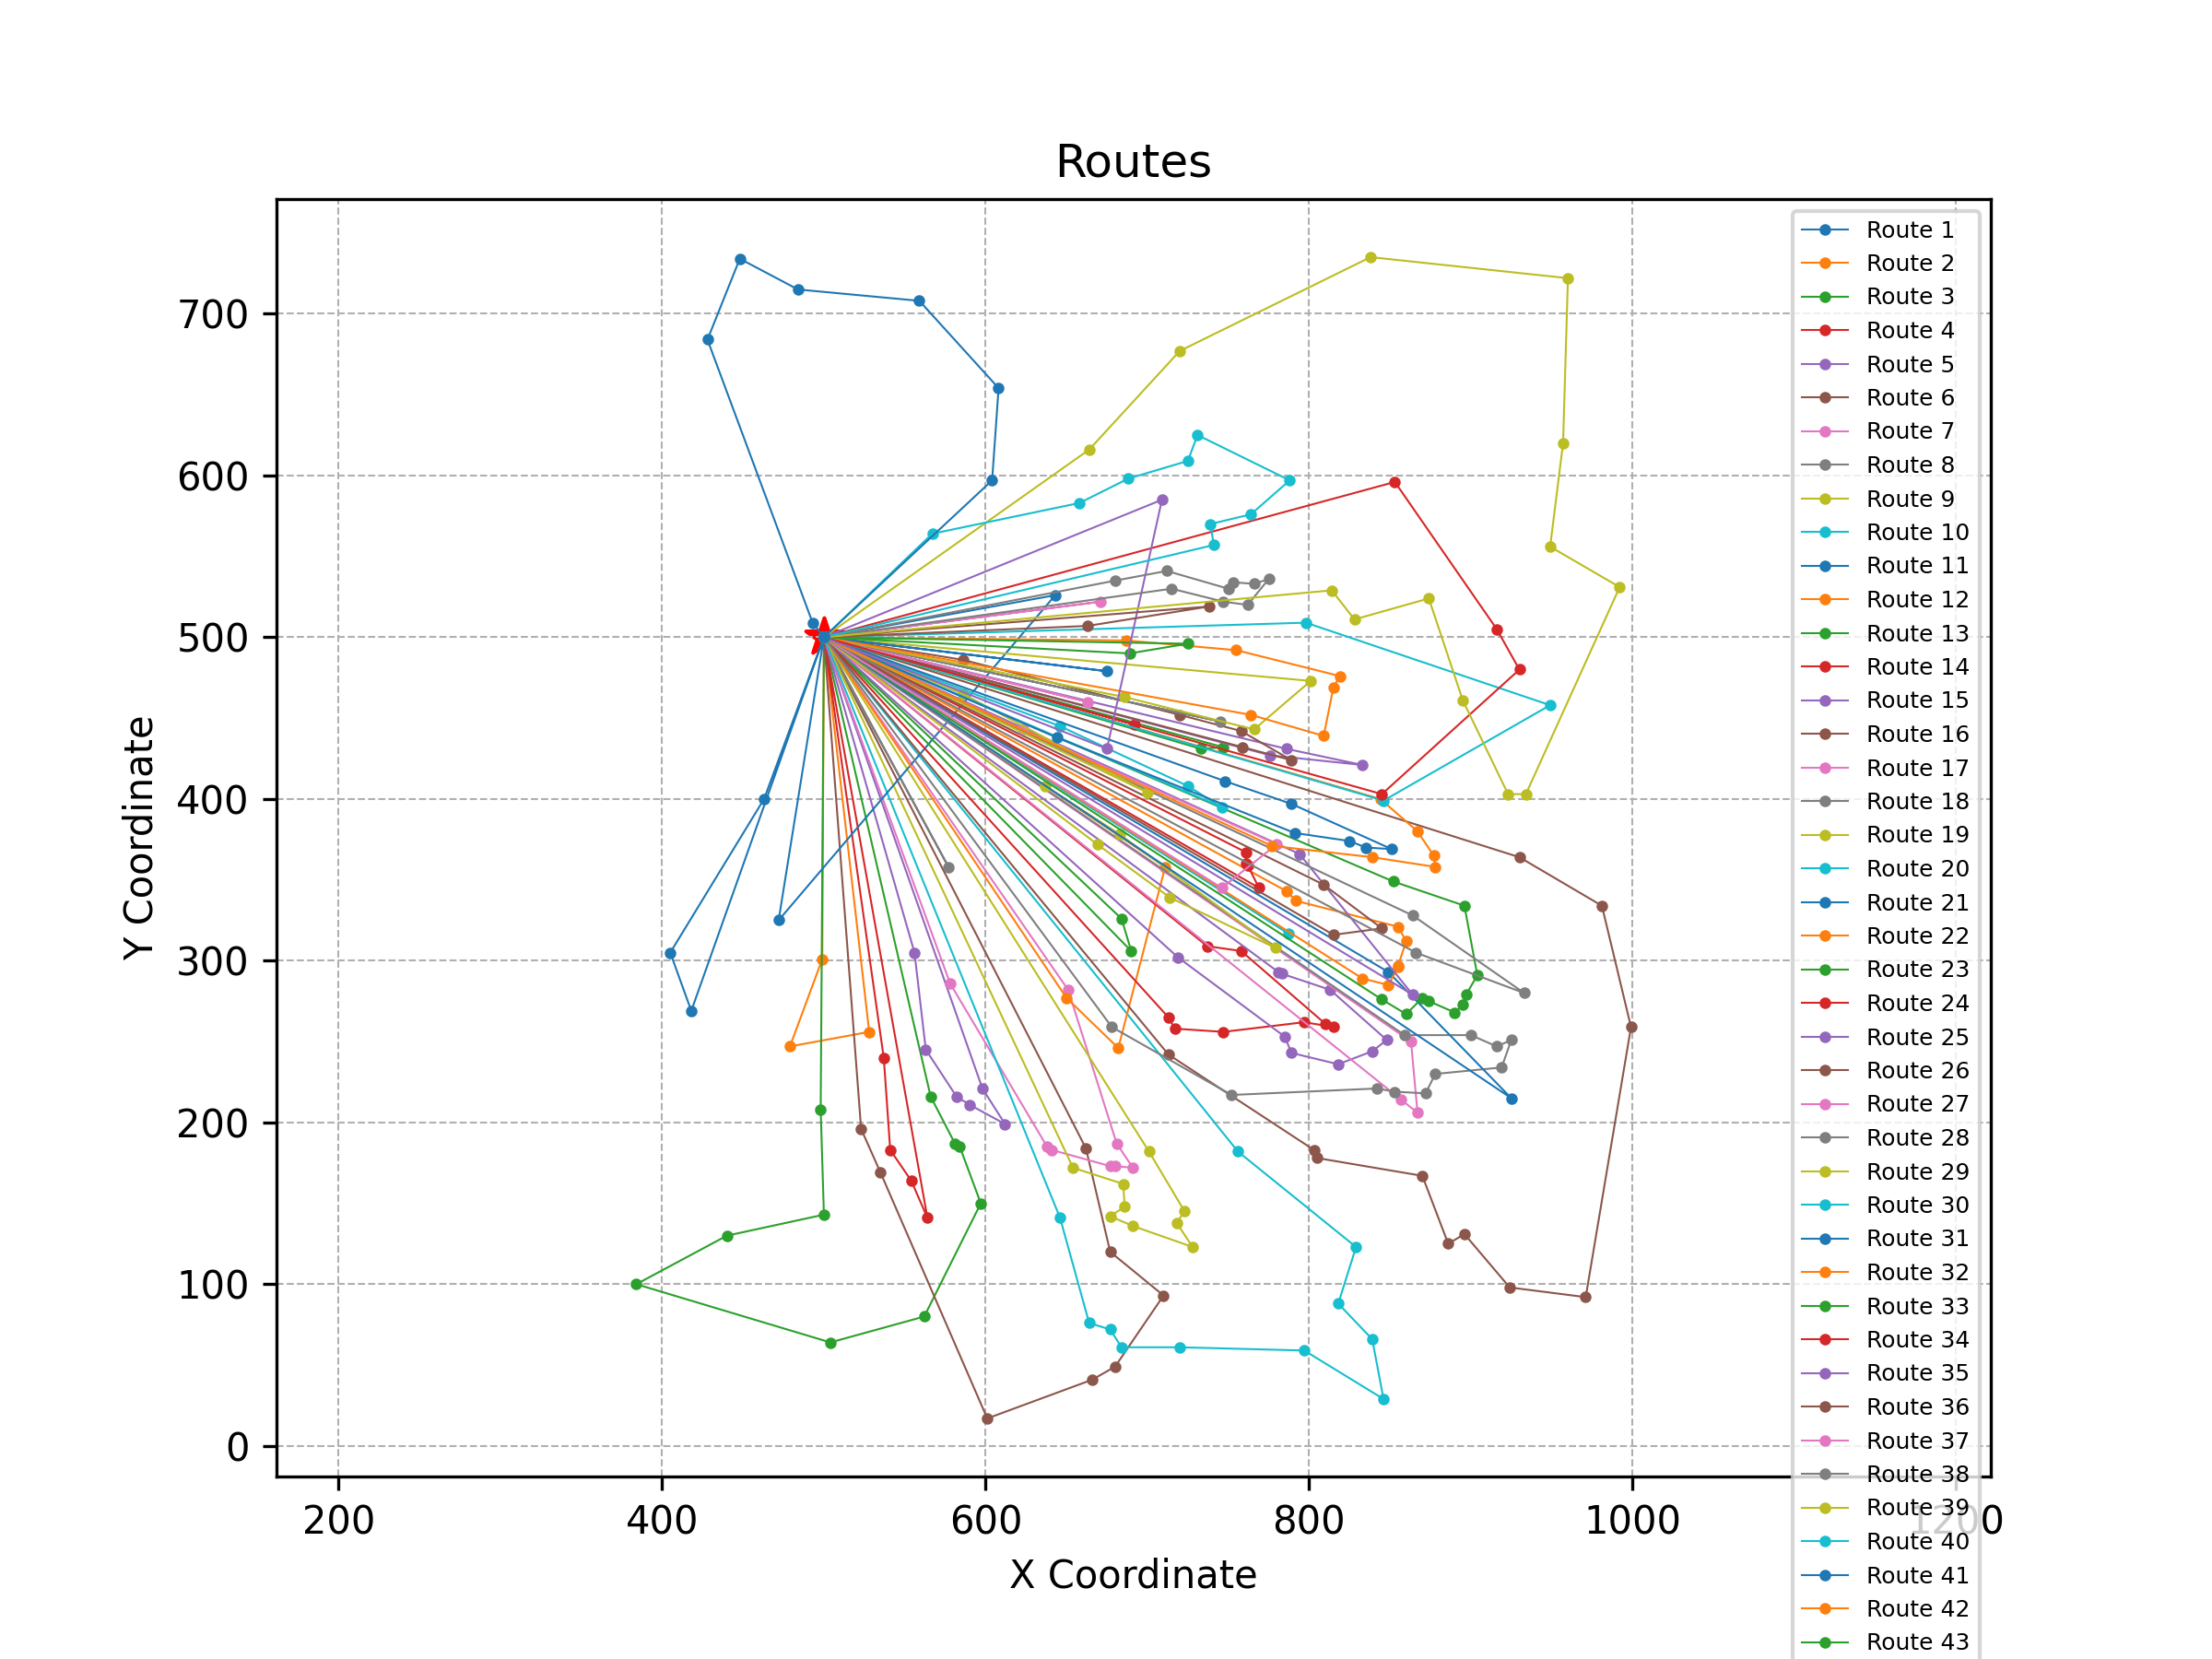 Routes
700
600
500
400
300
200
100
0
Y Coordinate
200
400
600
800
1000
1200
X Coordinate
Route 1
Route 2
Route 3
Route 4
Route 5
Route 6
Route 7
Route 8
Route 9
Route 10
Route 11
Route 12
Route 13
Route 14
Route 15
Route 16
Route 17
Route 18
Route 19
Route 20
Route 21
Route 22
Route 23
Route 24
Route 25
Route 26
Route 27
Route 28
Route 29
Route 30
Route 31
Route 32
Route 33
Route 34
Route 35
Route 36
Route 37
Route 38
Route 39
Route 40
Route 41
Route 42
Route 43